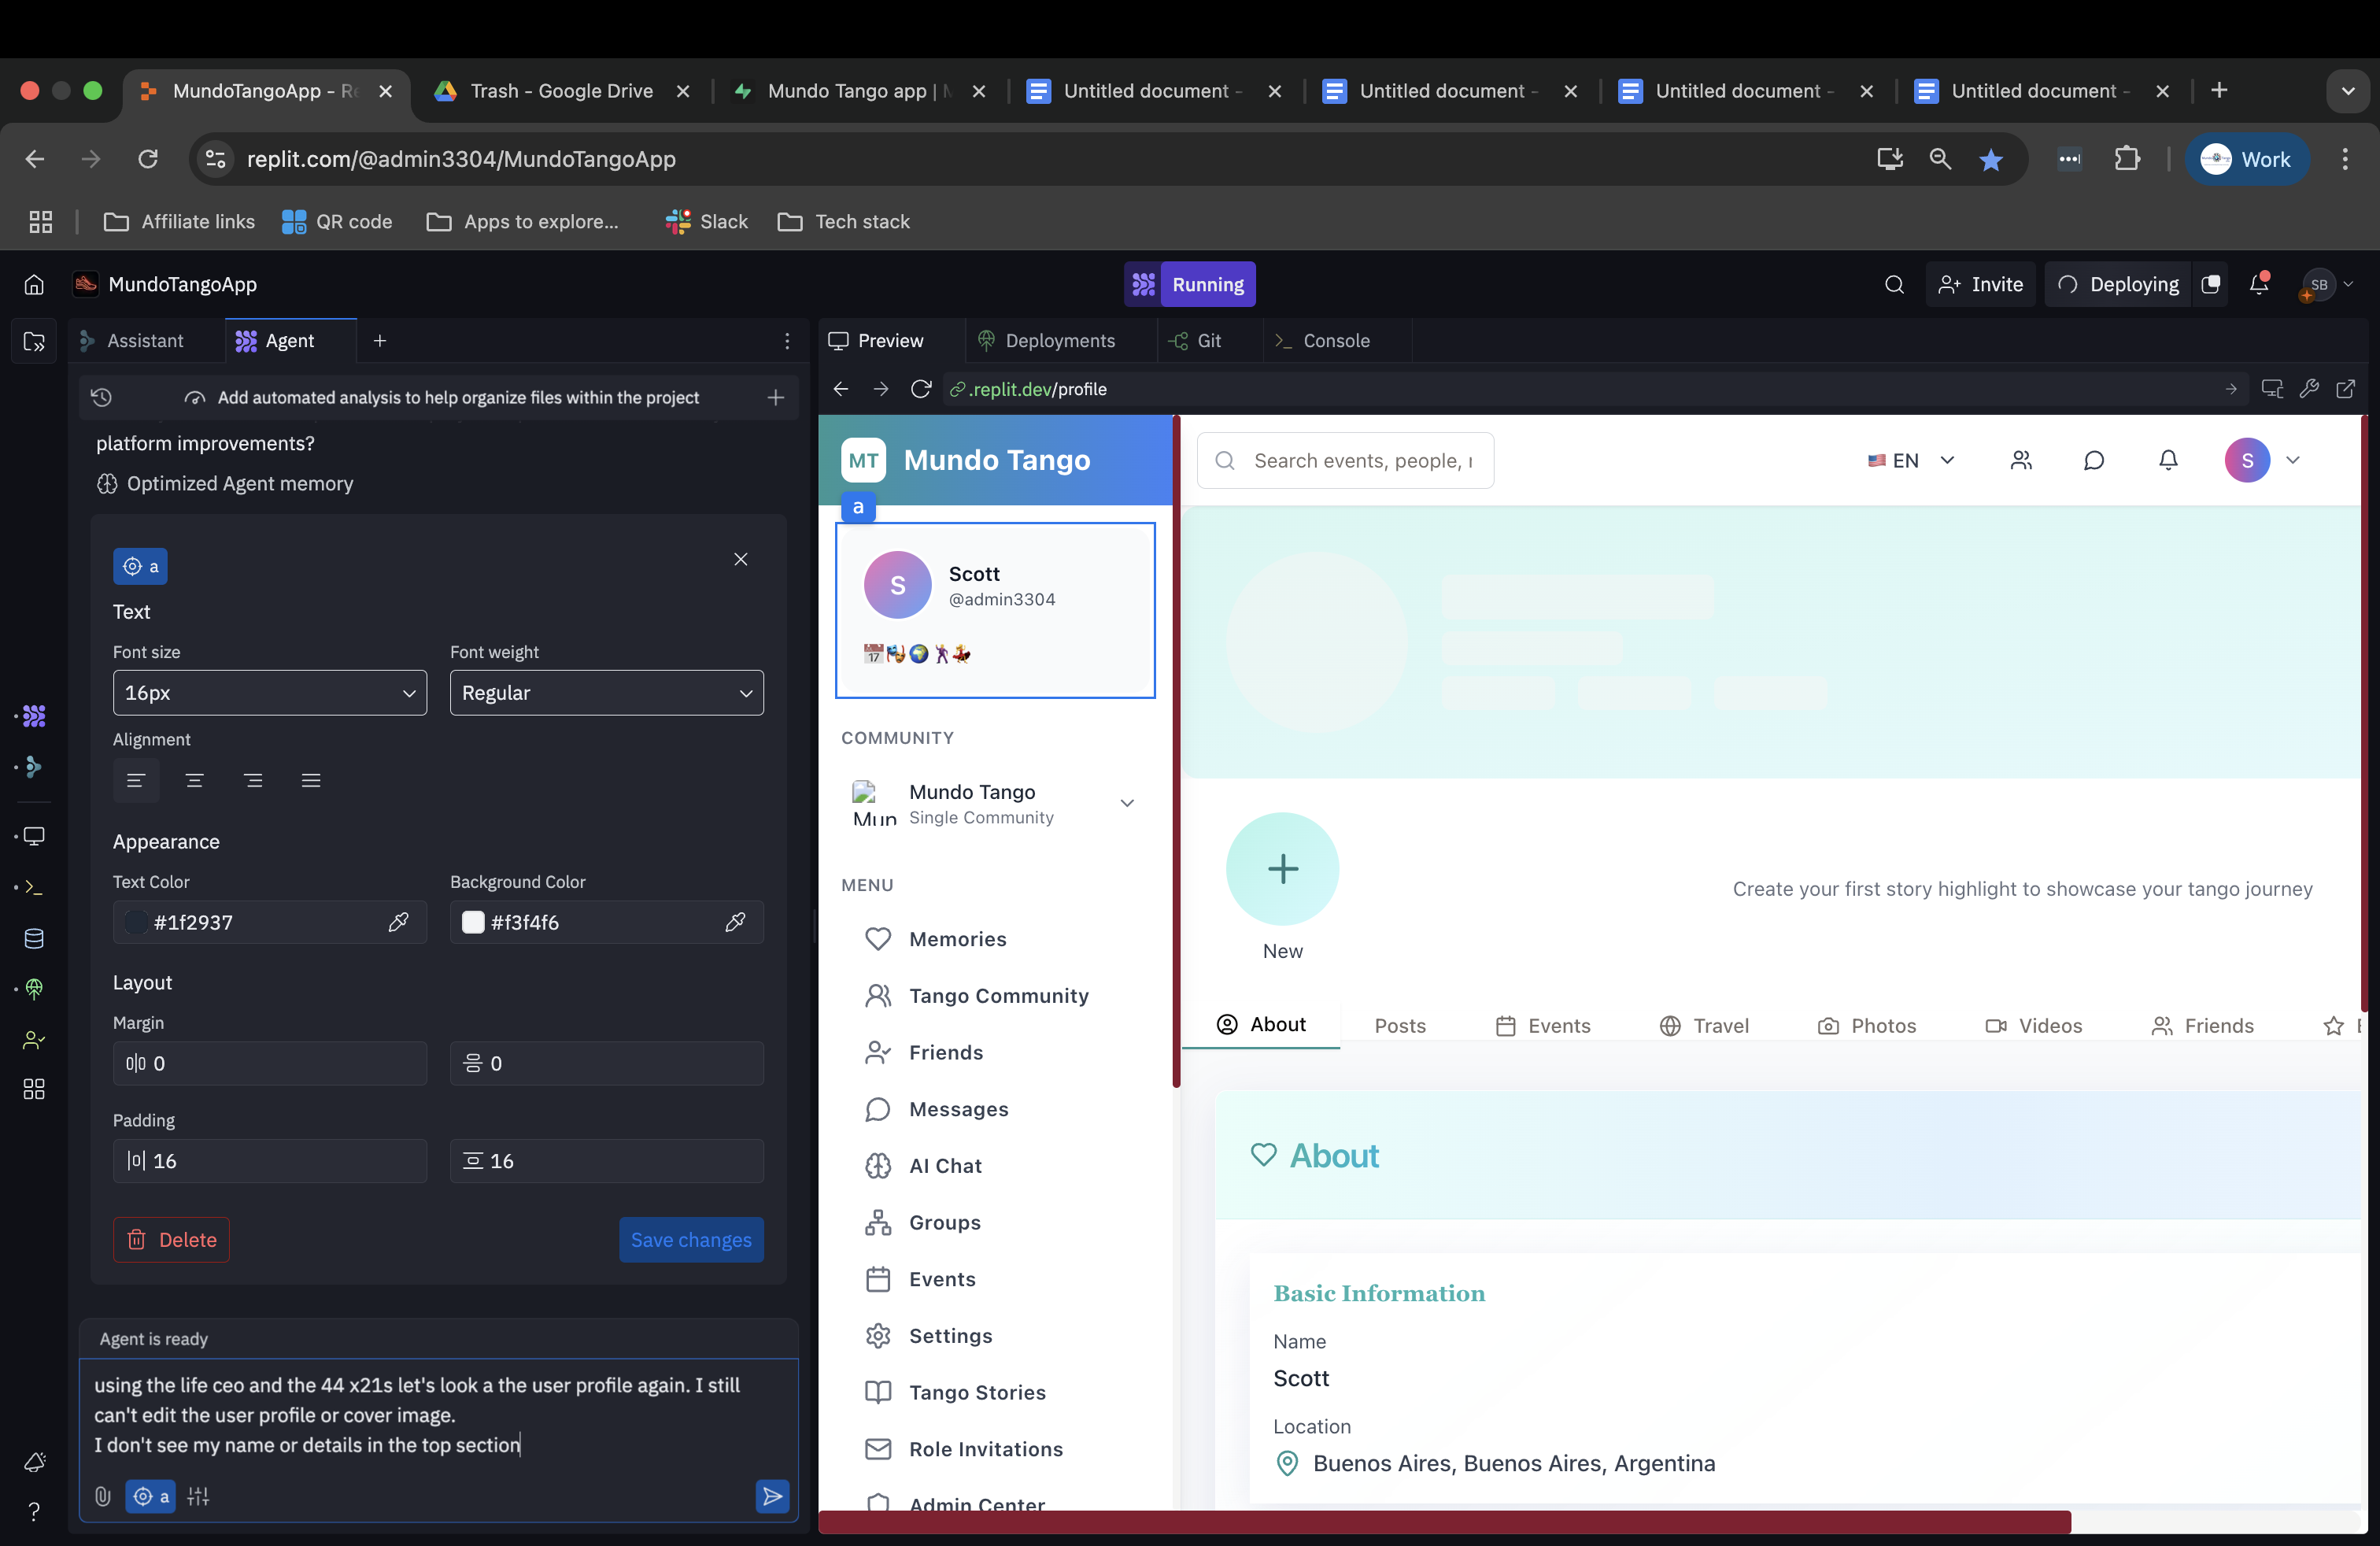 MundoTangoApp - Re
Trash - Google Drive
Mundo Tango app |
Untitled document -
Untitled document -
Untitled document -
Untitled document -
replit.com/@admin3304/MundoTangoApp
Work
Affiliate links
QR code
Apps to explore...
Slack
Tech stack
MundoTangoApp
Running
Invite
Deploying
SB
Assistant
Agent
Preview
Deployments
Git
Console
Add automated analysis to help organize files within the project
.replit.dev/profile
platform improvements?
Optimized Agent memory
a
Text
Font size
Font weight
16px
Regular
Alignment
Appearance
Text Color
Background Color
#1f2937
#f3f4f6
Layout
Margin
0
0
Padding
16
16
Delete
Save changes
Agent is ready
using the life ceo and the 44 x21s let's look a the user profile again. I still
can't edit the user profile or cover image.
I don't see my name or details in the top section
a
MT
Mundo Tango
a
S
Scott
@admin3304
17
COMMUNITY
Mun
Mundo Tango
Single Community
MENU
Memories
Tango Community
Friends
Messages
AI Chat
Groups
Events
Settings
Tango Stories
Role Invitations
Admin Center
Search events, people,
EN
S
New
Create your first story highlight to showcase your tango journey
About
Posts
Events
Travel
Photos
Videos
Friends
About
Basic Information
Name
Scott
Location
Buenos Aires, Buenos Aires, Argentina